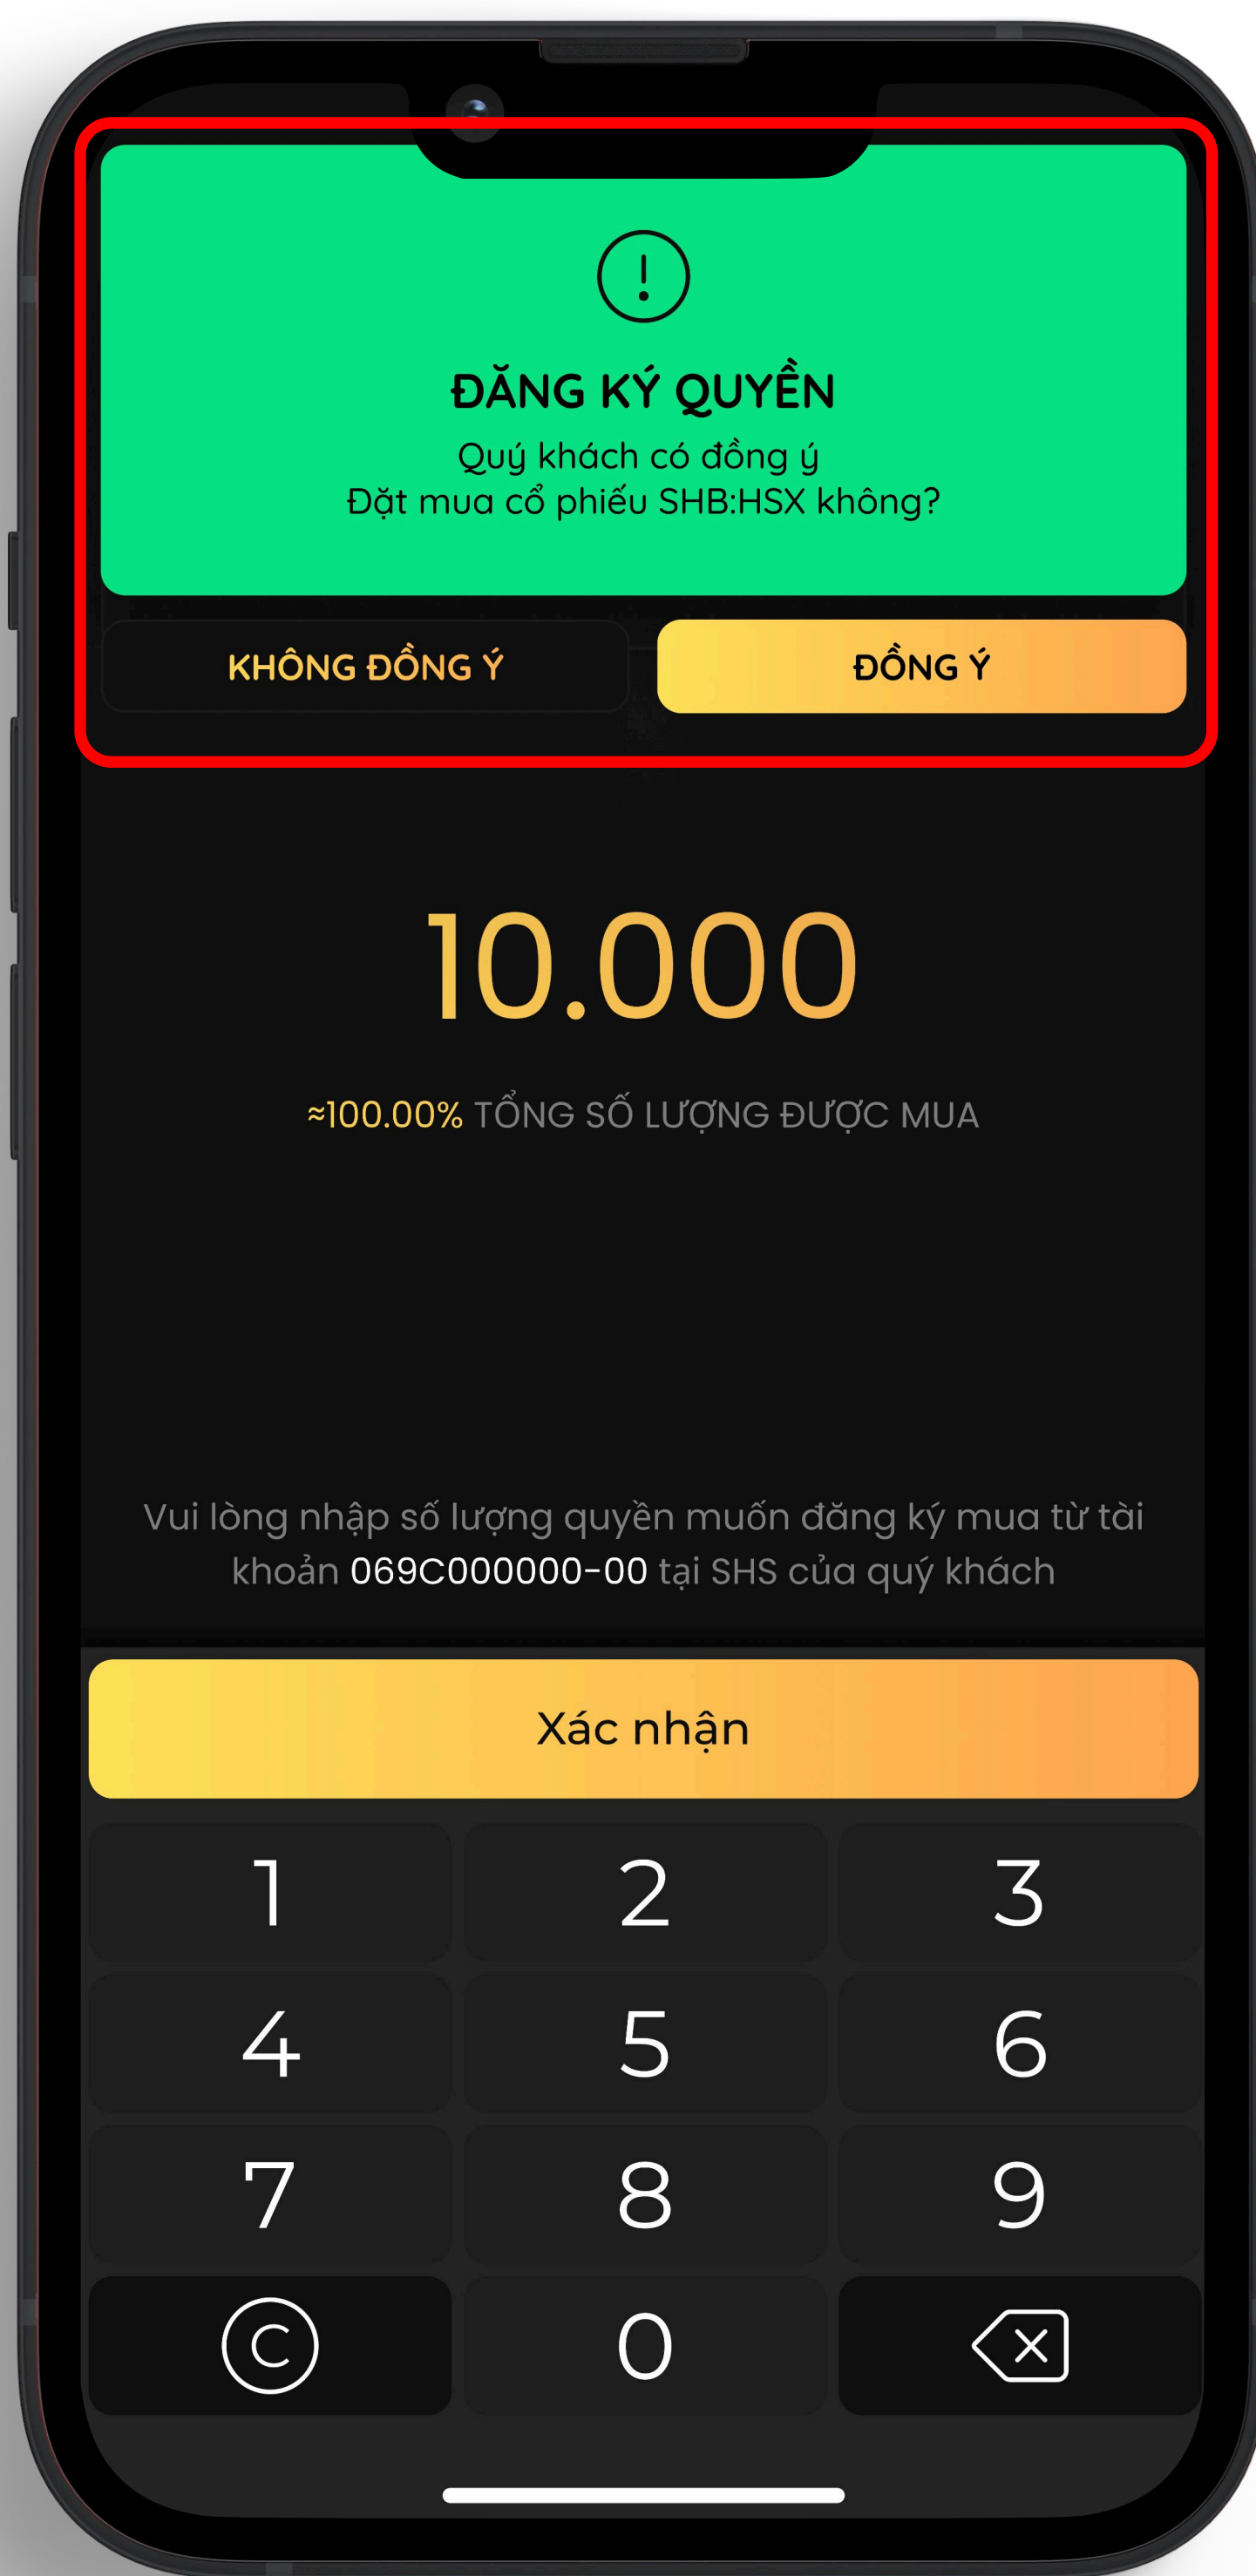 !
ĐĂNG KÝ QUYỀN
Quý khách có đồng ý
Đặt mua cổ phiếu SHB:HSX không?
KHÔNG ĐỒNG Ý
ĐỒNG Ý
10.000
≈100.00% TỔNG SỐ LƯỢNG ĐƯỢC MUA
Vui lòng nhập số lượng quyền muốn đăng ký mua từ tài
khoản 069C000000-00 tại SHS của quý khách
Xác nhận
1 2 3
4 5 6
7 8 9
C 0